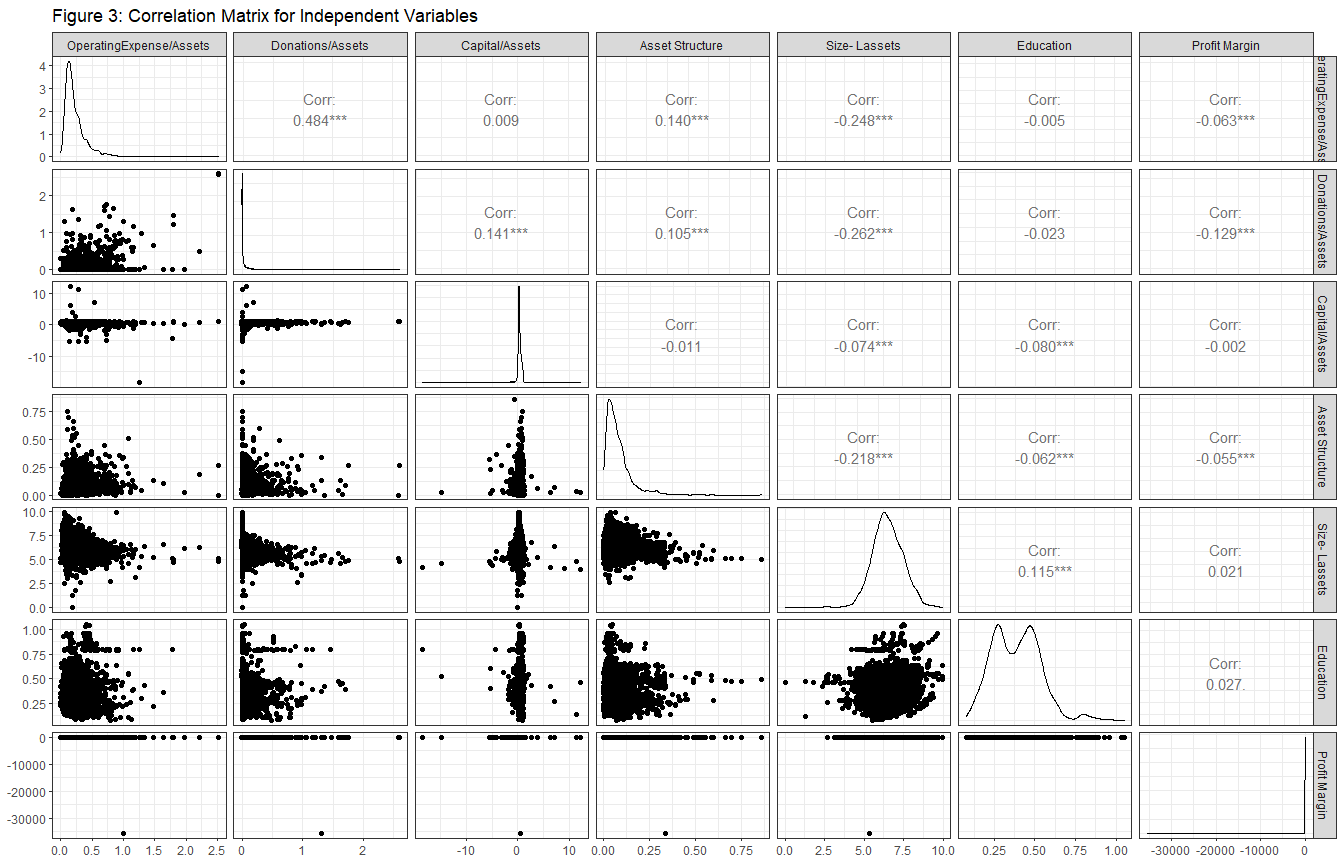 Figure 3: Correlation Matrix for Independent Variables
OperatingExpense/Assets Donations/Assets Capital/Assets Asset Structure Size- Lassets Education Profit Margin
4
3
2
1
0
Corr:
0.484***
Corr:
0.009
Corr:
0.140***
Corr:
-0.248***
Corr:
-0.005
Corr:
-0.063***
eratingExpense/Ass
2
1
0
Corr:
0.141***
Corr:
0.105***
Corr:
-0.262***
Corr:
-0.023
Corr:
-0.129***
Donations/Assets
10
0
-10
Corr:
-0.011
Corr:
-0.074***
Corr:
-0.080***
Corr:
-0.002
Capital/Assets
0.75
0.50
0.25
0.00
Corr:
-0.218***
Corr:
-0.062***
Corr:
-0.055***
Asset Structure
10.0
7.5
5.0
2.5
0.0
Corr:
0.115***
Corr:
0.021
Size- Lassets
1.00
0.75
0.50
0.25
Corr:
0.027.
Education
0
-10000
-20000
-30000
Profit Margin
0.0 0.5 1.0 1.5 2.0 2.5 0 1 2 -10 0 10 0.00 0.25 0.50 0.75 0.0 2.5 5.0 7.5 10.0 0.25 0.50 0.75 1.00 -30000 -20000 -10000 0